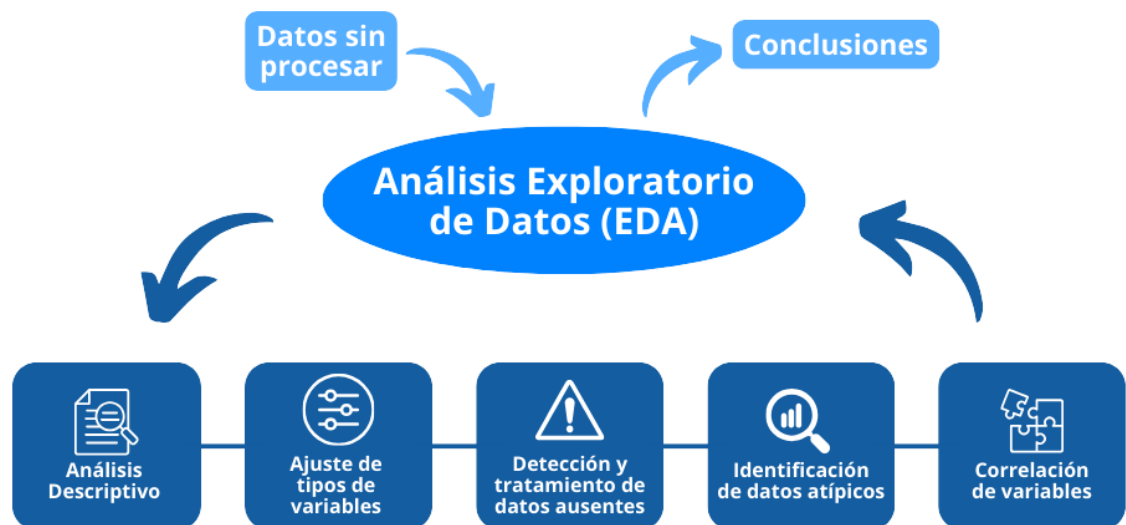 Datos sin
procesar
Conclusiones
Análisis Exploratorio
de Datos (EDA)
Análisis
Descriptivo
Ajuste de
tipos de
variables
Detección y
tratamiento de
datos ausentes
Identificación
de datos atípicos
Correlación
de variables